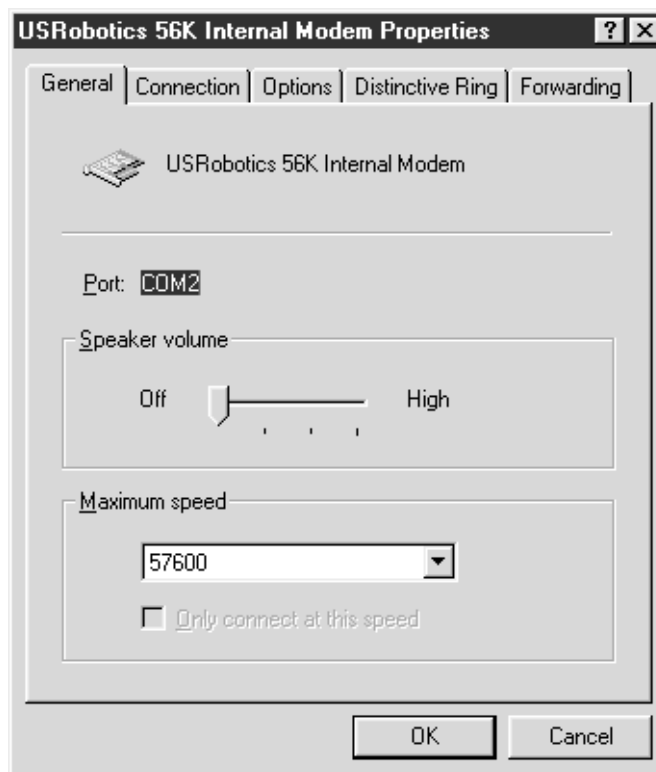 USRobotics 56K Internal Modem Properties ? X
General Connection Options Distinctive Ring Forwarding
USRobotics 56K Internal Modem
Port: COM2
Speaker volume
Off High
Maximum speed
57600
Only connect at this speed
OK Cancel